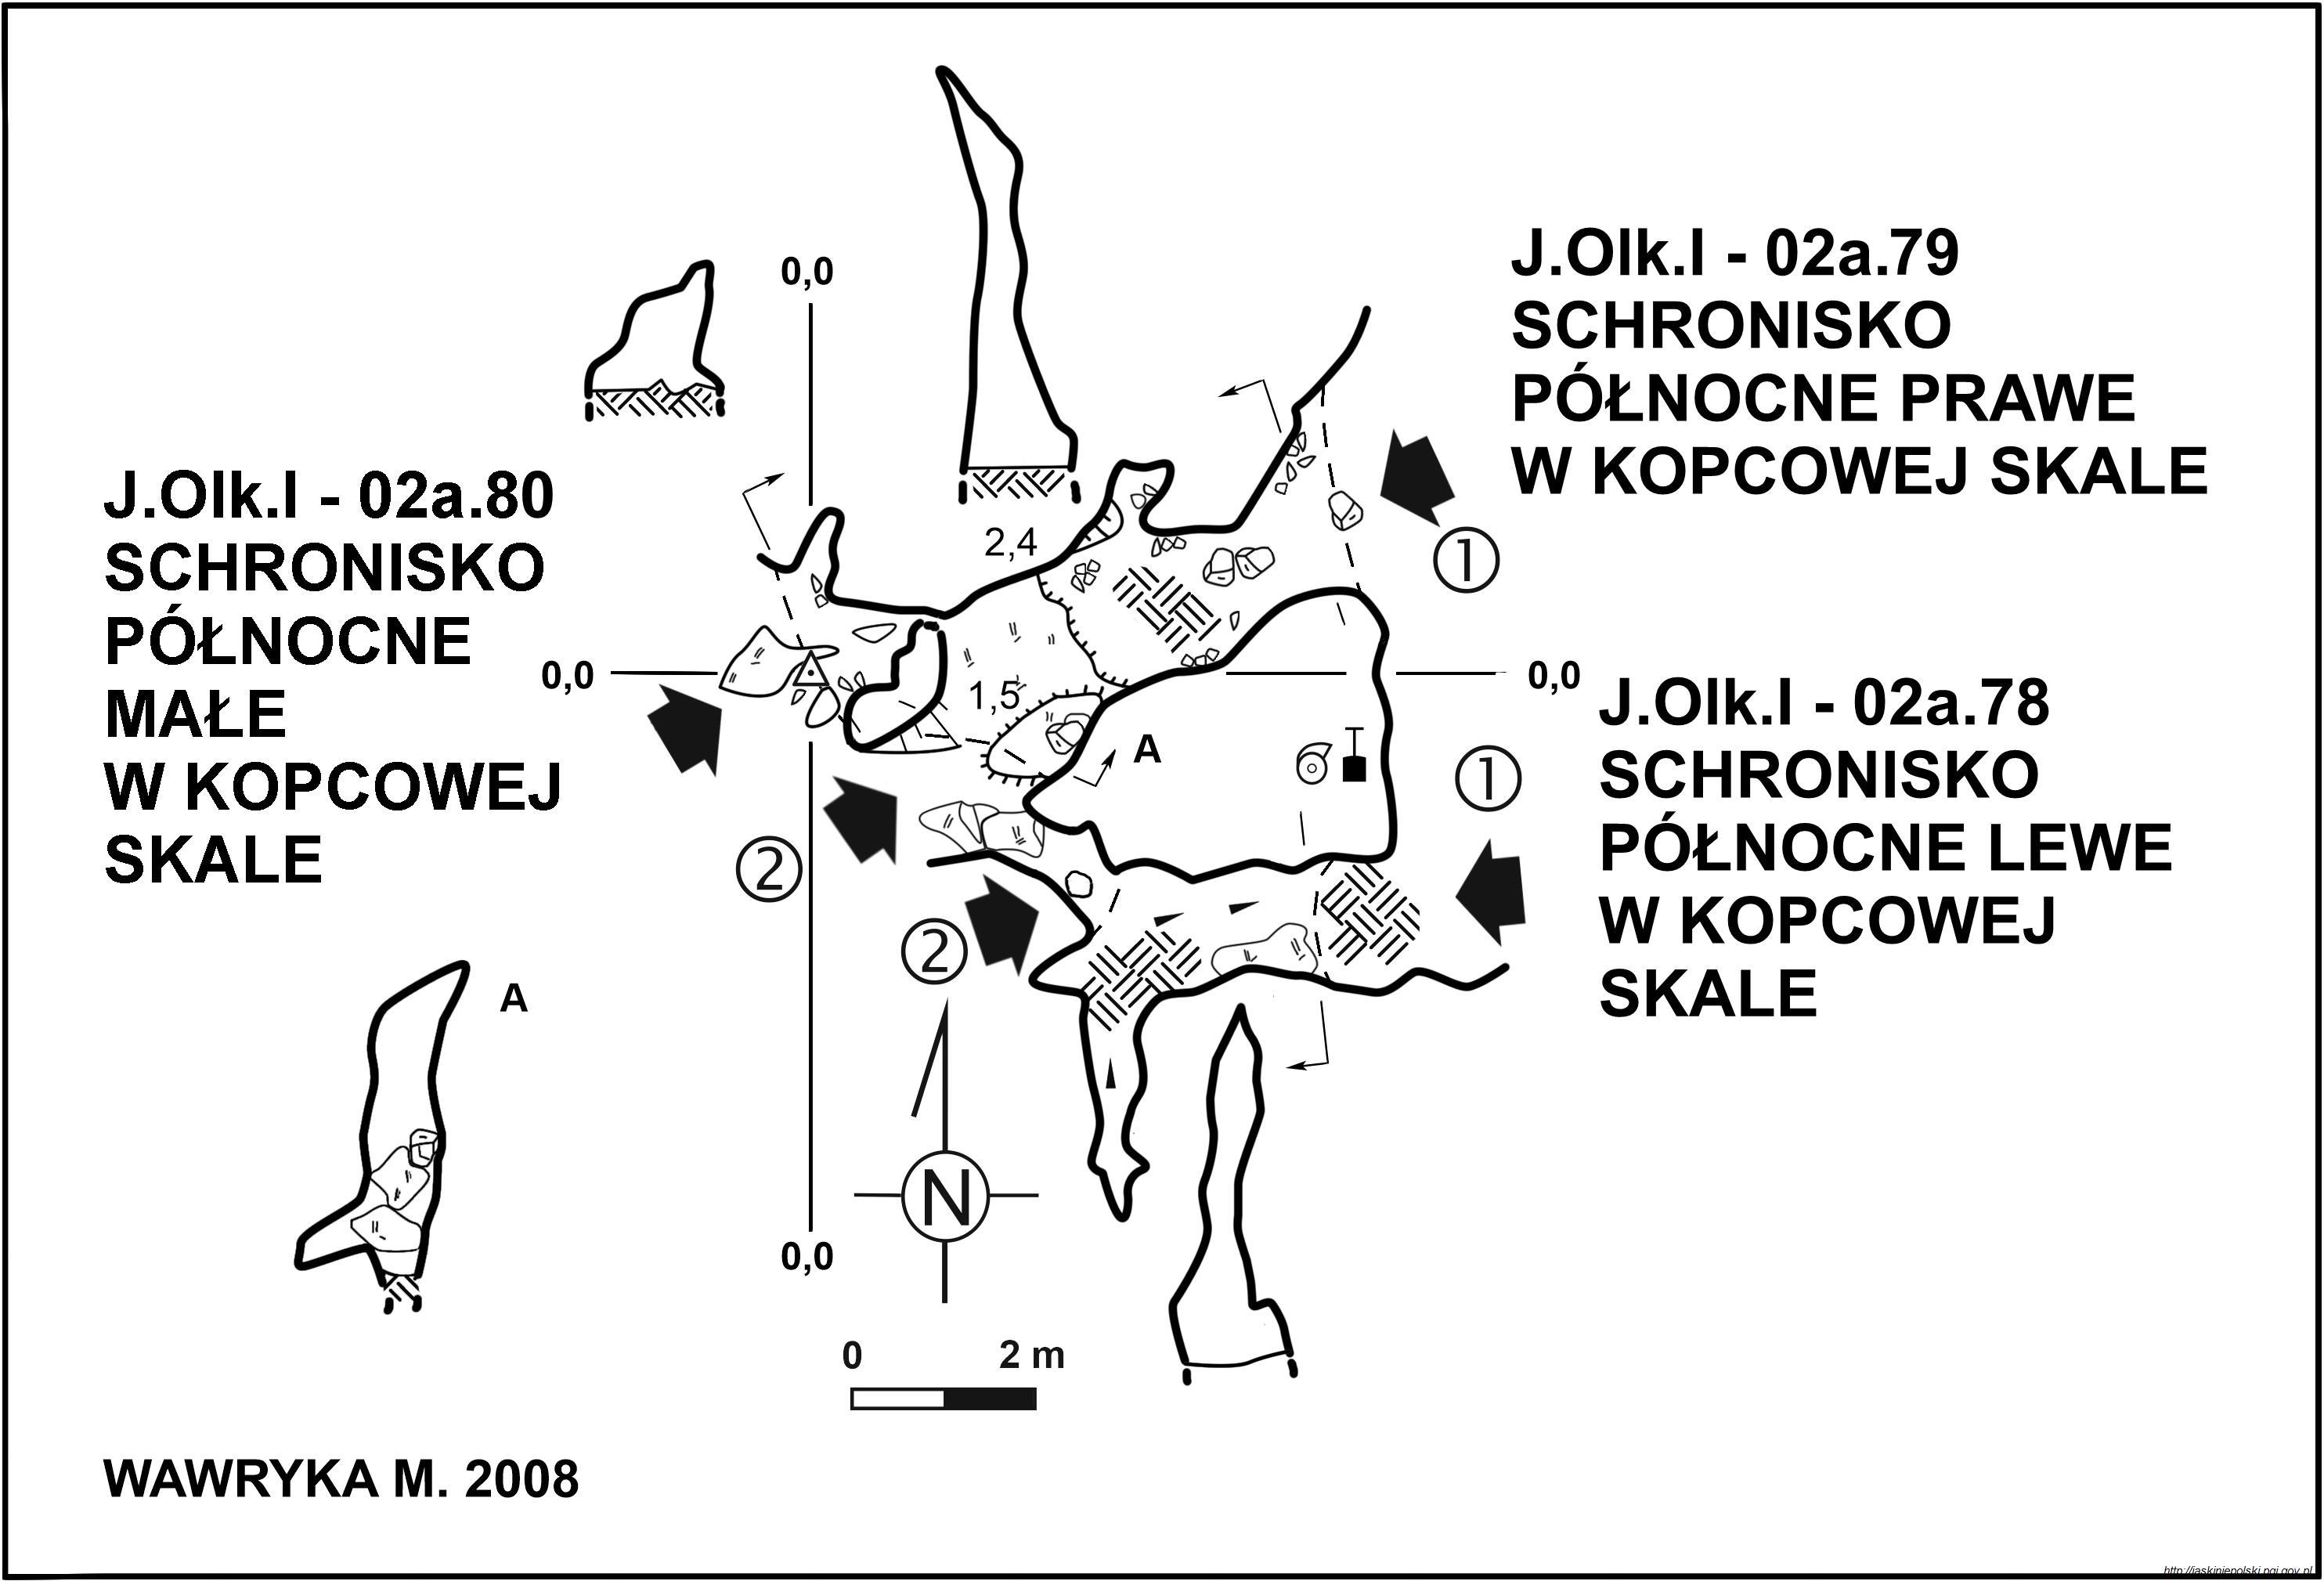 J.Olk.I - 02a.79
SCHRONISKO
PÓŁNOCNE PRAWE
W KOPCOWEJ SKALE
0,0
J.Olk.I - 02a.80
SCHRONISKO
PÓŁNOCNE
MAŁE
W KOPCOWEJ
SKALE
2,4
1
0,0
0,0
1,5
J.Olk.I - 02a.78
SCHRONISKO
PÓŁNOCNE LEWE
W KOPCOWEJ
SKALE
A
1
2
2
A
N
0,0
0 2 m
WAWRYKA M. 2008
http://jaskiniepolski.pgi.gov.pl